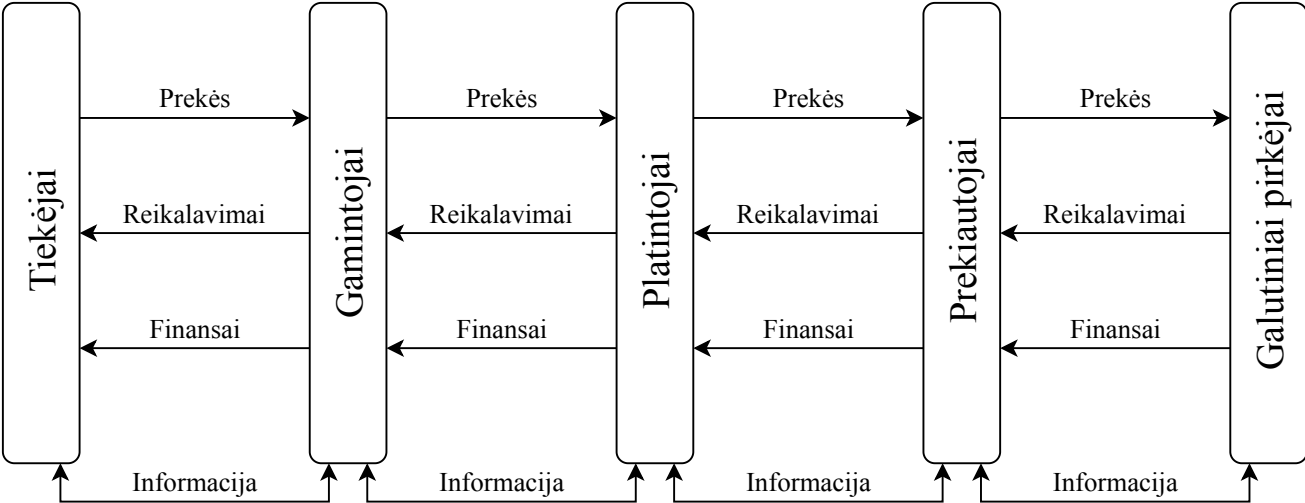 Tiekėjai
Gamintojai
Platintojai
Prekiautojai
Galutiniai pirkėjai
Prekės
Prekės
Prekės
Prekės
Reikalavimai
Reikalavimai
Reikalavimai
Reikalavimai
Finansai
Finansai
Finansai
Finansai
Informacija
Informacija
Informacija
Informacija